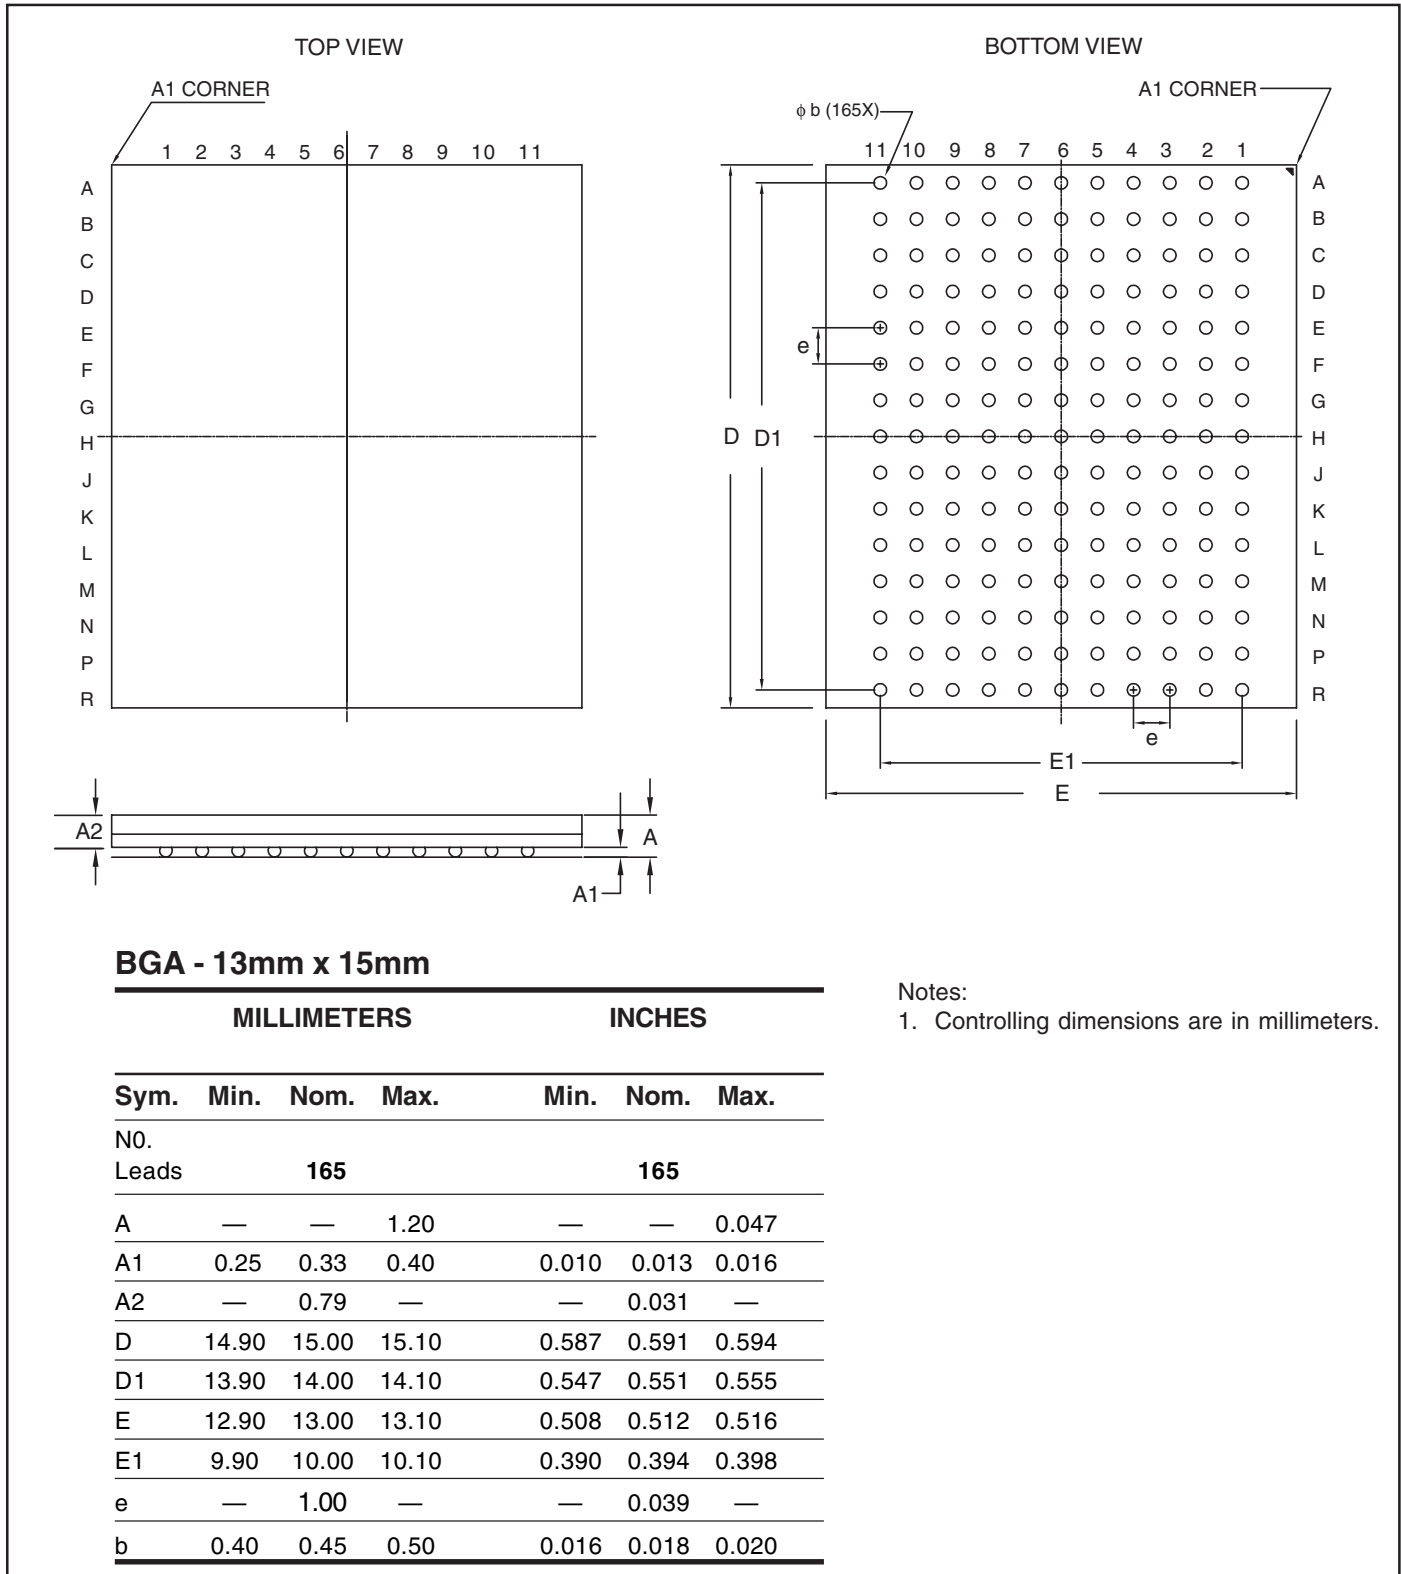 TOP VIEW
A1 CORNER
1 2 3 4 5 6 7 8 9 10 11
A
B
C
D
E
F
G
H
J
K
L
M
N
P
R
BOTTOM VIEW
A1 CORNER
ϕ b (165X)
11 10 9 8 7 6 5 4 3 2 1
A
B
C
D
E
F
G
H
J
K
L
M
N
P
R
e
D D1
e
E1
E
A2
A
A1
BGA - 13mm x 15mm
MILLIMETERS INCHES
Sym. Min. Nom. Max. Min. Nom. Max.
N0.
Leads 165 165
A — — 1.20 — — 0.047
A1 0.25 0.33 0.40 0.010 0.013 0.016
A2 — 0.79 — — 0.031 —
D 14.90 15.00 15.10 0.587 0.591 0.594
D1 13.90 14.00 14.10 0.547 0.551 0.555
E 12.90 13.00 13.10 0.508 0.512 0.516
E1 9.90 10.00 10.10 0.390 0.394 0.398
e — 1.00 — — 0.039 —
b 0.40 0.45 0.50 0.016 0.018 0.020
Notes:
1. Controlling dimensions are in millimeters.